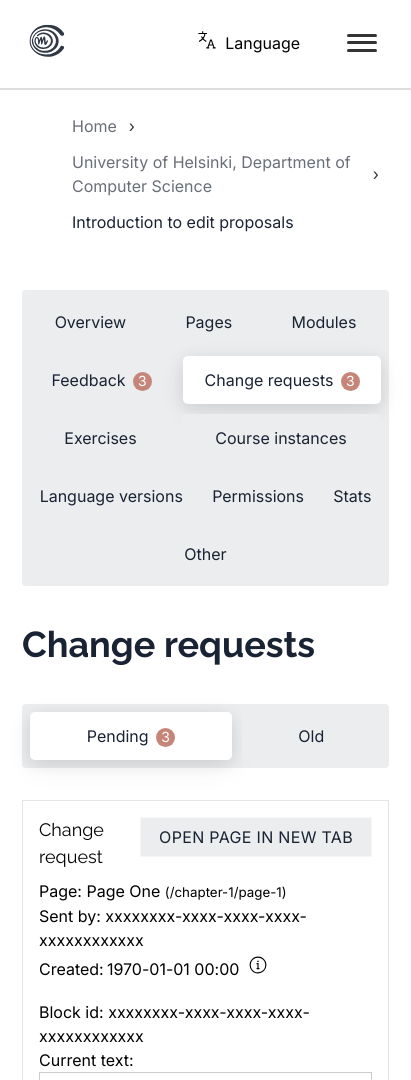 Language
Home ›
University of Helsinki, Department of
Computer Science ›
Introduction to edit proposals
Overview Pages Modules
Feedback 3 Change requests 3
Exercises Course instances
Language versions Permissions Stats
Other
Change requests
Pending 3 Old
Change
request
OPEN PAGE IN NEW TAB
Page: Page One (/chapter-1/page-1)
Sent by: xxxxxxxx-xxxx-xxxx-xxxx-
xxxxxxxxxxxx
Created: 1970-01-01 00:00
Block id: xxxxxxxx-xxxx-xxxx-xxxx-
xxxxxxxxxxxx
Current text: